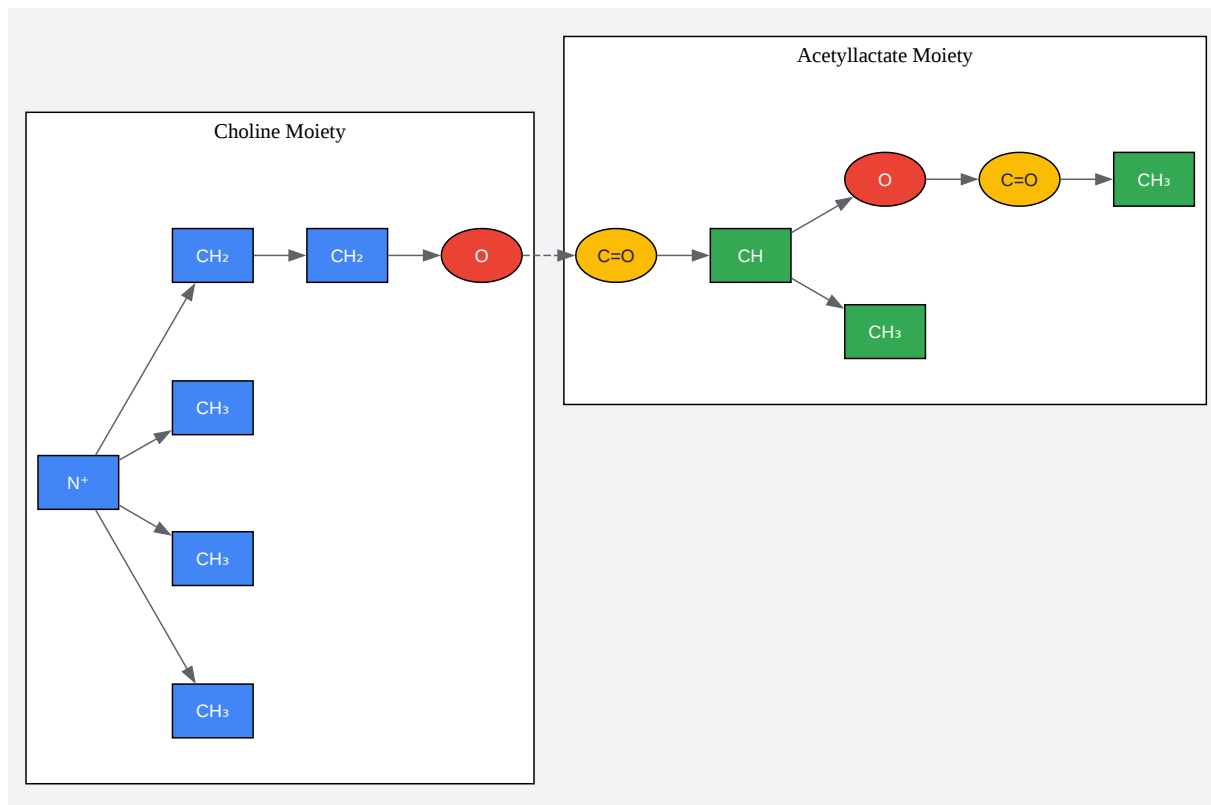 Acetyllactate Moiety
Choline Moiety
O
C=O
CH₃
CH₂
CH₂
O
C=O
CH
CH₃
CH₃
N⁺
CH₃
CH₃